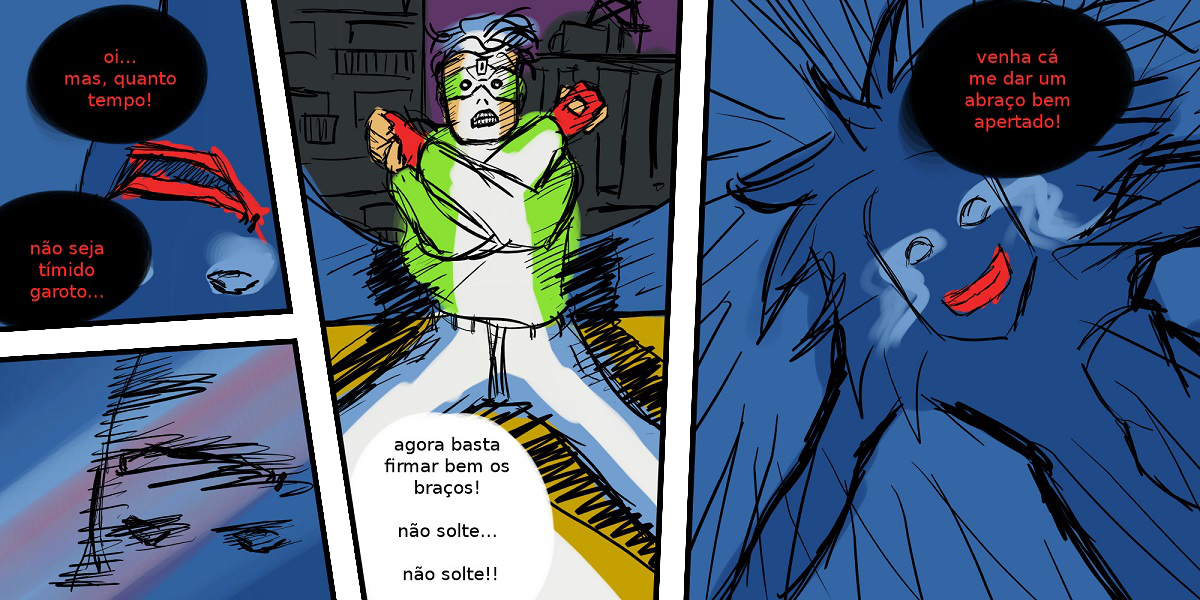 oi...
mas, quanto
tempo!
não seja
tímido
garoto...
agora basta
firmar bem os
braços!
não solte...
não solte!!
venha cá
me dar um
abraço bem
apertado!